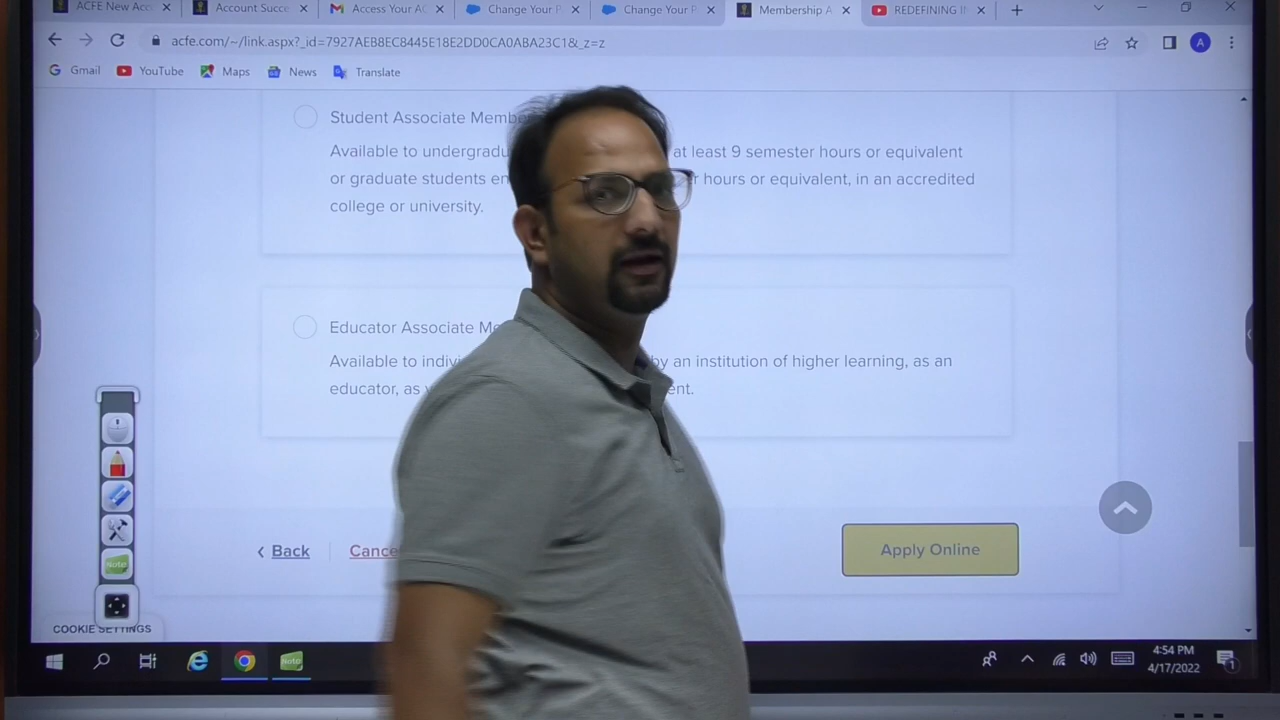 ACFE New Acc
Account Succe
Access Your AC
Change Your P
Change Your P
Membership A
REDEFINING I
acfe.com/~/link.aspx?_id=7927AEB8EC8445E18E2DD0CA0ABA23C1&_z=z
A
G Gmail
YouTube
Maps
News
Translate
Student Associate Memb
Available to undergradu at least 9 semester hours or equivalent
or graduate students en r hours or equivalent, in an accredited
college or university.
Educator Associate Me
Available to indivi by an institution of higher learning, as an
educator, as ent.
Back
Cance
Apply Online
Note
COOKIE SETTINGS
Note
4:54 PM
4/17/2022
1